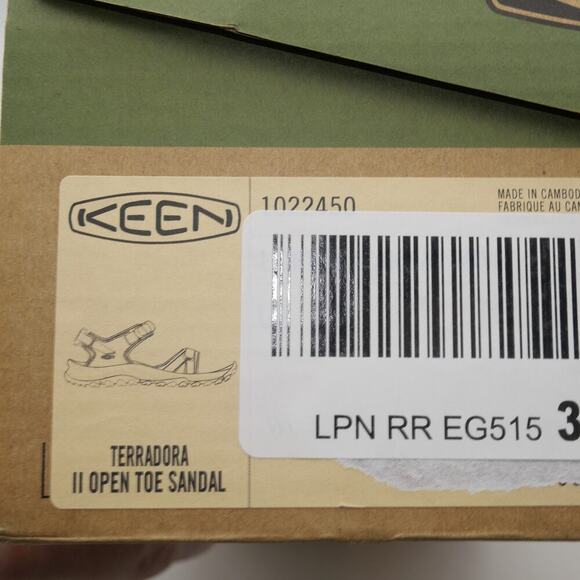 KEEN
1022450
MADE IN CAMBOD
FABRIQUE AU CAM
LPN RR EG515 3
TERRADORA
II OPEN TOE SANDAL